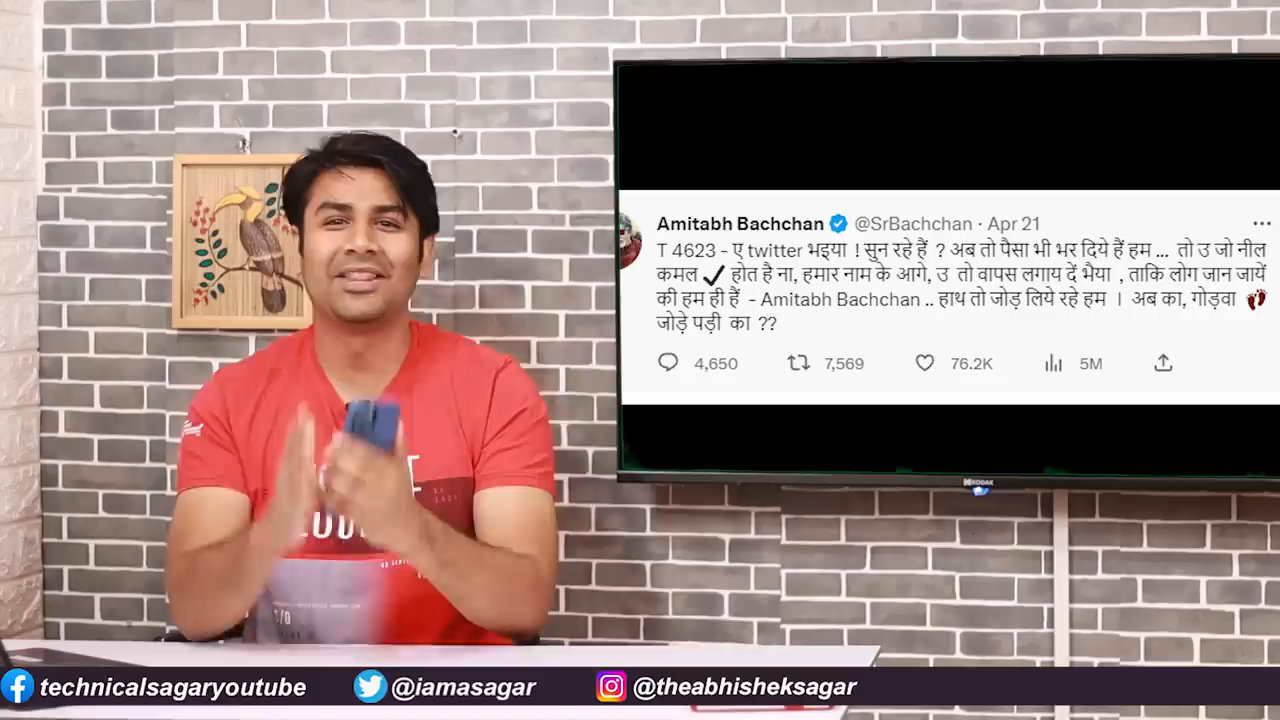 Amitabh Bachchan @SrBachchan · Apr 21
T 4623 - ए twitter भइया ! सुन रहे हैं ? अब तो पैसा भी भर दिये हैं हम ... तो उ जो नील
कमल ✔ होत है ना, हमार नाम के आगे, उ तो वापस लगाय दें भैया , ताकि लोग जान जायें
की हम ही हैं - Amitabh Bachchan .. हाथ तो जोड़ लिये रहे हम । अब का, गोड़वा 👣
जोड़े पड़ी का ??
4,650 7,569 76.2K 5M
KODAK
technicalsagaryoutube @iamasagar @theabhisheksagar